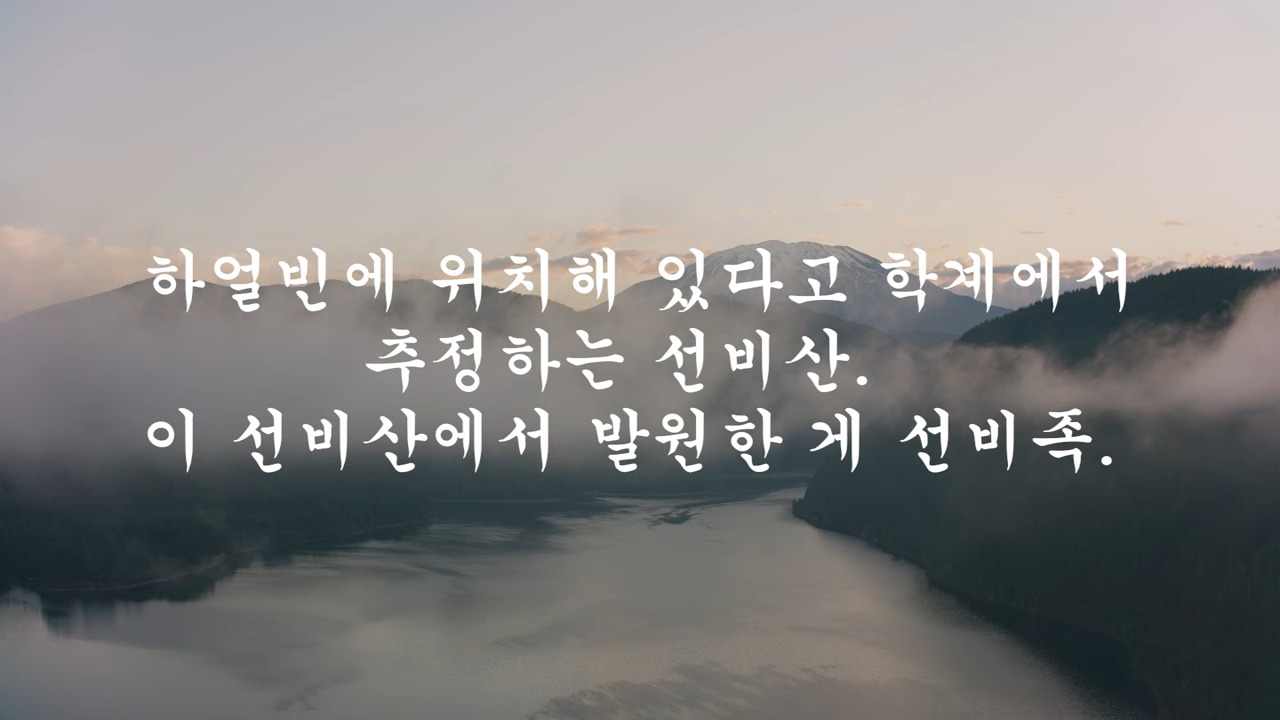 하얼빈에 위치해 있다고 학계에서
추정하는 선비산.
이 선비산에서 발원한 게 선비족.